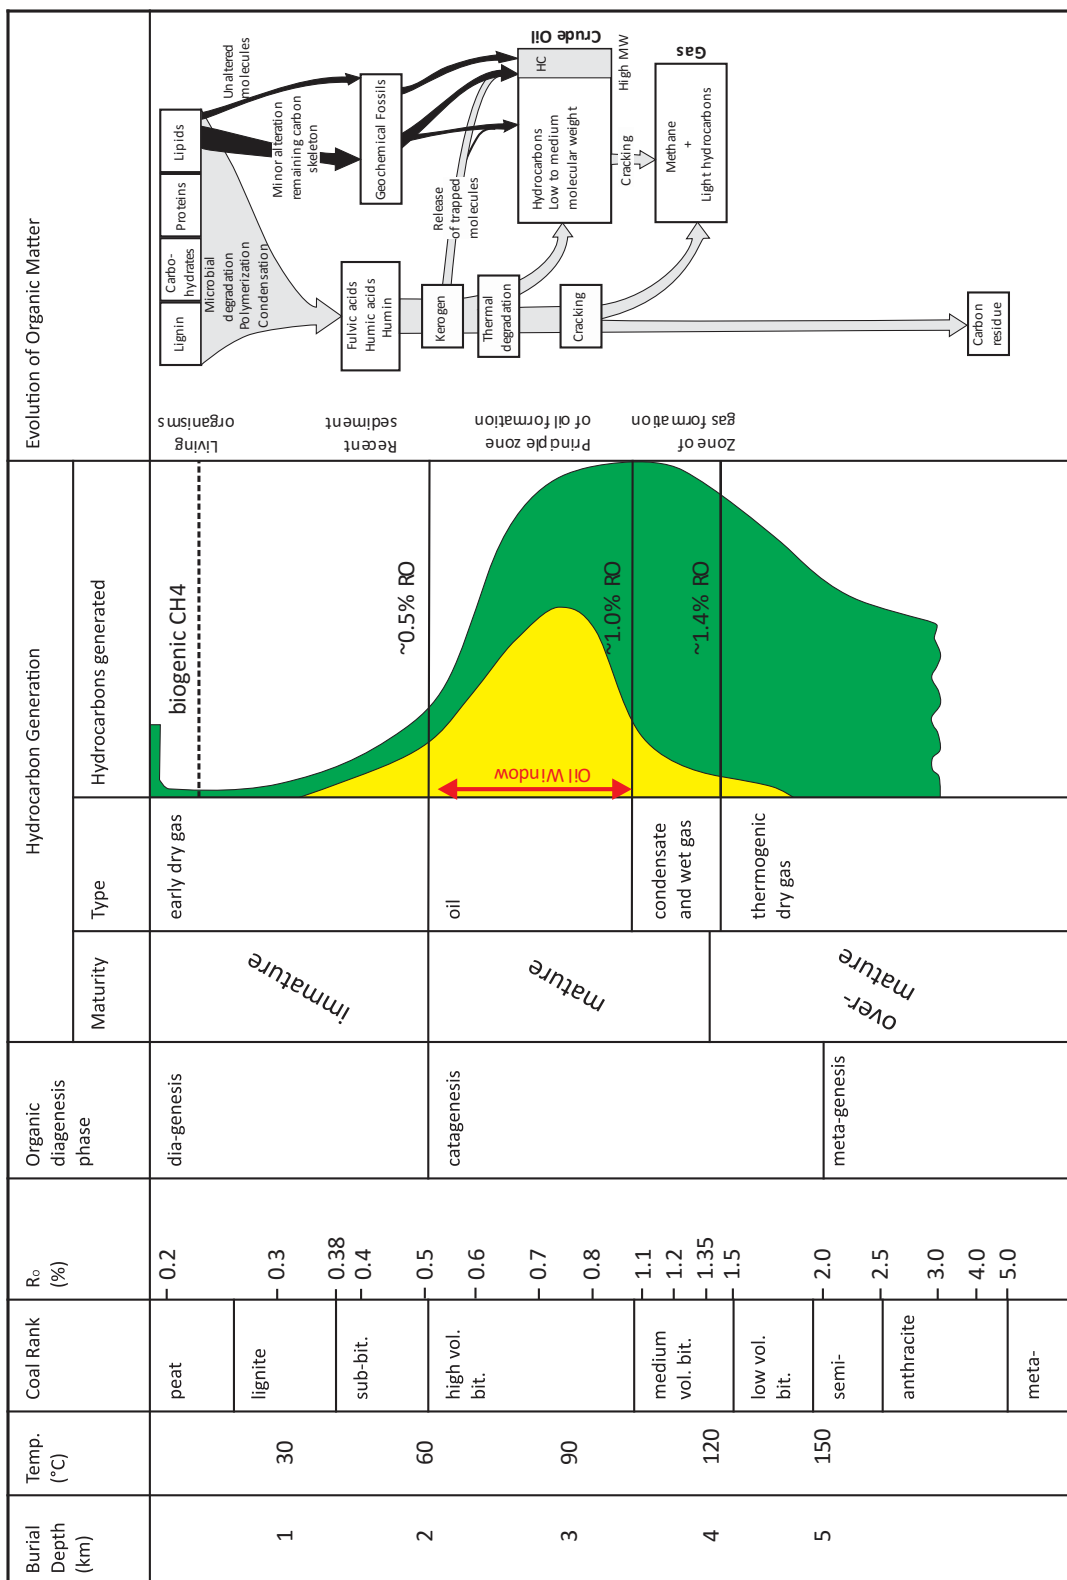 Burial
Depth
(km)
Temp.
(°C)
Coal Rank
R₀
(%)
Organic
diagenesis
phase
Hydrocarbon Generation
Maturity
Type
Hydrocarbons generated
Evolution of Organic Matter
1
2
3
4
5
30
60
90
120
150
peat
lignite
sub-bit.
high vol.
bit.
medium
vol. bit.
low vol.
bit.
semi-
anthracite
meta-
0.2
0.3
0.38
0.4
0.5
0.6
0.7
0.8
1.1
1.2
1.35
1.5
2.0
2.5
3.0
4.0
5.0
dia-genesis
catagenesis
meta-genesis
immature
mature
over-
mature
early dry gas
oil
condensate
and wet gas
thermogenic
dry gas
biogenic CH4
~0.5% RO
~1.0% RO
~1.4% RO
Oil Window
Living
organisms
Recent
sediment
Principle zone
of oil formation
Zone of
gas formation
Lignin
Carbo-
hydrates
Proteins
Lipids
Microbial
degradation
Polymerization
Condensation
Unaltered
molecules
Minor alteration
remaining carbon
skeleton
Fulvic acids
Humic acids
Humin
Geochemical Fossils
Kerogen
Release
of trapped
molecules
Thermal
degradation
Crude Oil
HC
High MW
Hydrocarbons
Low to medium
molecular weight
Cracking
Cracking
Gas
Methane
+
Light hydrocarbons
Carbon
residue